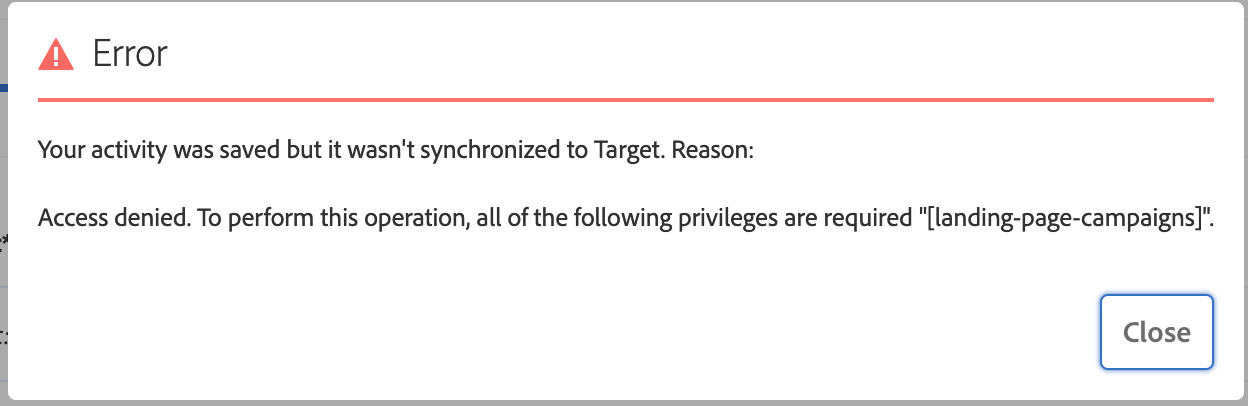 Error
Your activity was saved but it wasn't synchronized to Target. Reason:
Access denied. To perform this operation, all of the following privileges are required "[landing-page-campaigns]".
Close